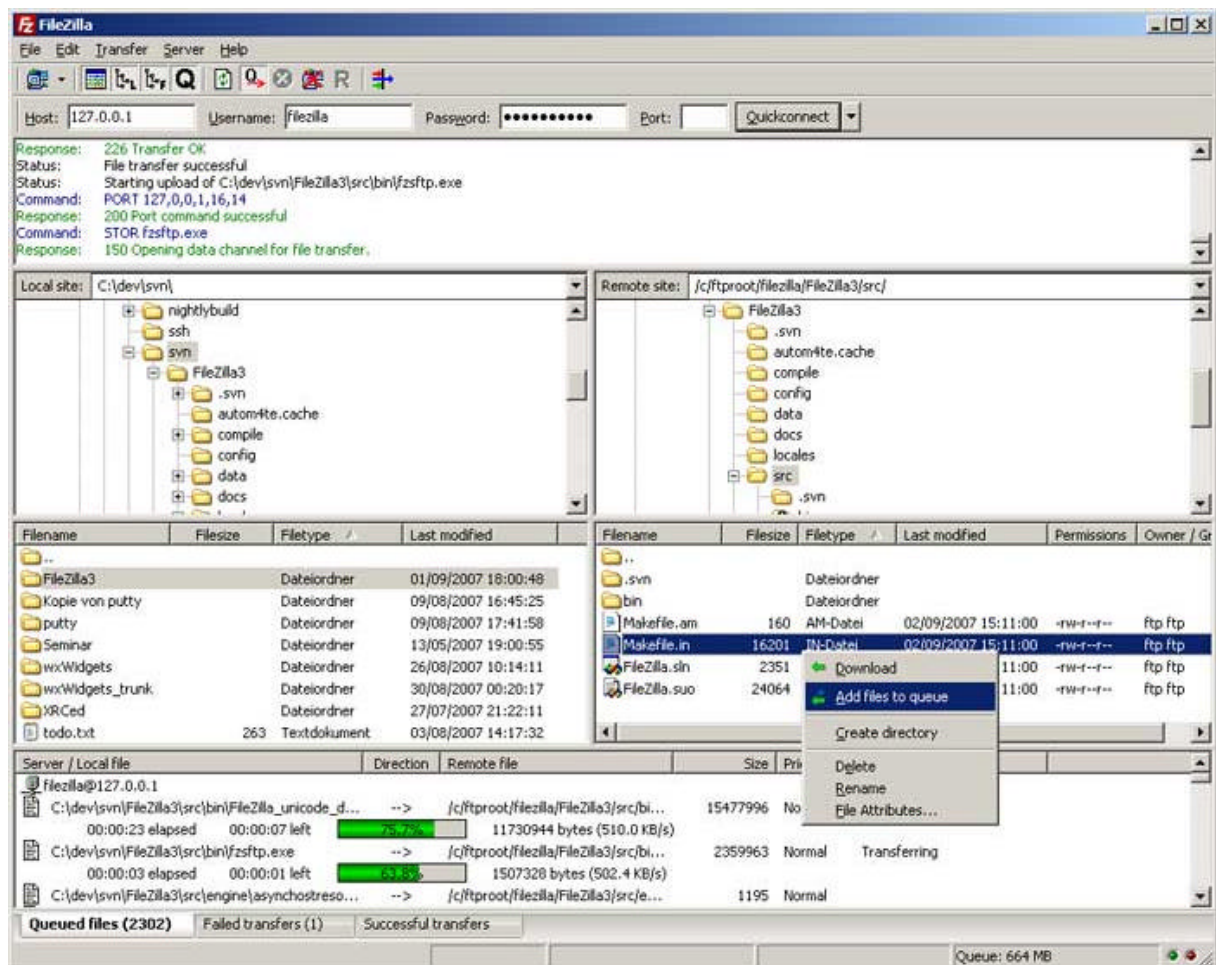 FileZilla
File Edit Transfer Server Help
R
Host: 127.0.0.1 Username: filezilla Password: ●●●●●●●●●● Port: Quickconnect
Response: 226 Transfer OK
Status: File transfer successful
Status: Starting upload of C:\dev\svn\FileZilla3\src\bin\fzsftp.exe
Command: PORT 127,0,0,1,16,14
Response: 200 Port command successful
Command: STOR fzsftp.exe
Response: 150 Opening data channel for file transfer.
Local site: C:\dev\svn\
nightlybuild
ssh
svn
FileZilla3
.svn
autom4te.cache
compile
config
data
docs
Remote site: /c/ftproot/filezilla/FileZilla3/src/
FileZilla3
.svn
autom4te.cache
compile
config
data
docs
locales
src
.svn
Filename Filesize Filetype Last modified
..
FileZilla3 Dateiordner 01/09/2007 18:00:48
Kopie von putty Dateiordner 09/08/2007 16:45:25
putty Dateiordner 09/08/2007 17:41:58
Seminar Dateiordner 13/05/2007 19:00:55
wxWidgets Dateiordner 26/08/2007 10:14:11
wxWidgets_trunk Dateiordner 30/08/2007 00:20:17
XRCed Dateiordner 27/07/2007 21:22:11
todo.txt 263 Textdokument 03/08/2007 14:17:32
Filename Filesize Filetype Last modified Permissions Owner / Gr
..
.svn Dateiordner
bin Dateiordner
Makefile.am 160 AM-Datei 02/09/2007 15:11:00 -rw-r--r-- ftp ftp
Makefile.in 16201 IN-Datei 02/09/2007 15:11:00 -rw-r--r-- ftp ftp
FileZilla.sln 2351 11:00 -rw-r--r-- ftp ftp
FileZilla.suo 24064 11:00 -rw-r--r-- ftp ftp
Download
Add files to queue
Create directory
Delete
Rename
File Attributes...
Server / Local file Direction Remote file Size Pri
filezilla@127.0.0.1
C:\dev\svn\FileZilla3\src\bin\FileZilla_unicode_d... --> /c/ftproot/filezilla/FileZilla3/src/bi... 15477996 No
00:00:23 elapsed 00:00:07 left 75.7% 11730944 bytes (510.0 KB/s)
C:\dev\svn\FileZilla3\src\bin\fzsftp.exe --> /c/ftproot/filezilla/FileZilla3/src/bi... 2359963 Normal Transferring
00:00:03 elapsed 00:00:01 left 63.8% 1507328 bytes (502.4 KB/s)
C:\dev\svn\FileZilla3\src\engine\asynchostreso... --> /c/ftproot/filezilla/FileZilla3/src/e... 1195 Normal
Queued files (2302) Failed transfers (1) Successful transfers
Queue: 664 MB